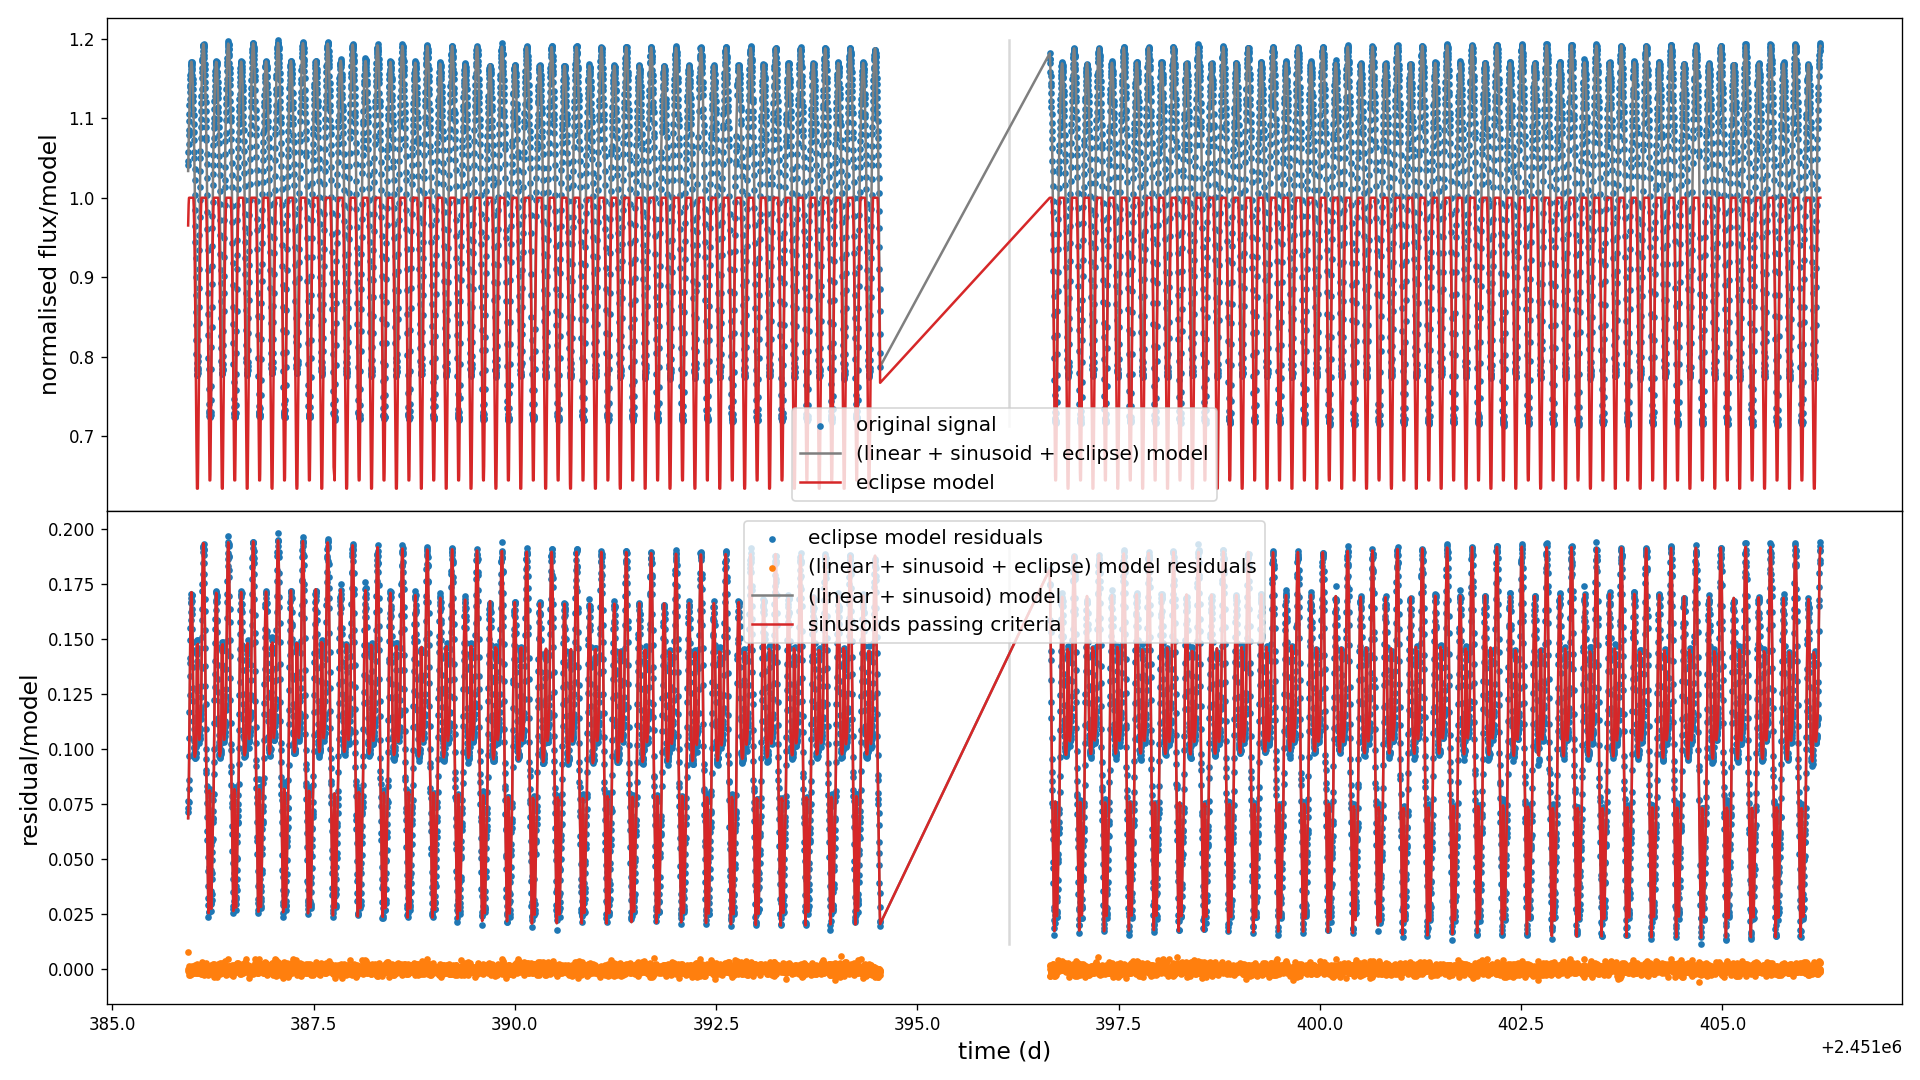 normalised flux/model
1.2
1.1
1.0
0.9
0.8
0.7
original signal
(linear + sinusoid + eclipse) model
eclipse model
residual/model
0.200
0.175
0.150
0.125
0.100
0.075
0.050
0.025
0.000
eclipse model residuals
(linear + sinusoid + eclipse) model residuals
(linear + sinusoid) model
sinusoids passing criteria
385.0 387.5 390.0 392.5 395.0 397.5 400.0 402.5 405.0
time (d)
+2.451e6